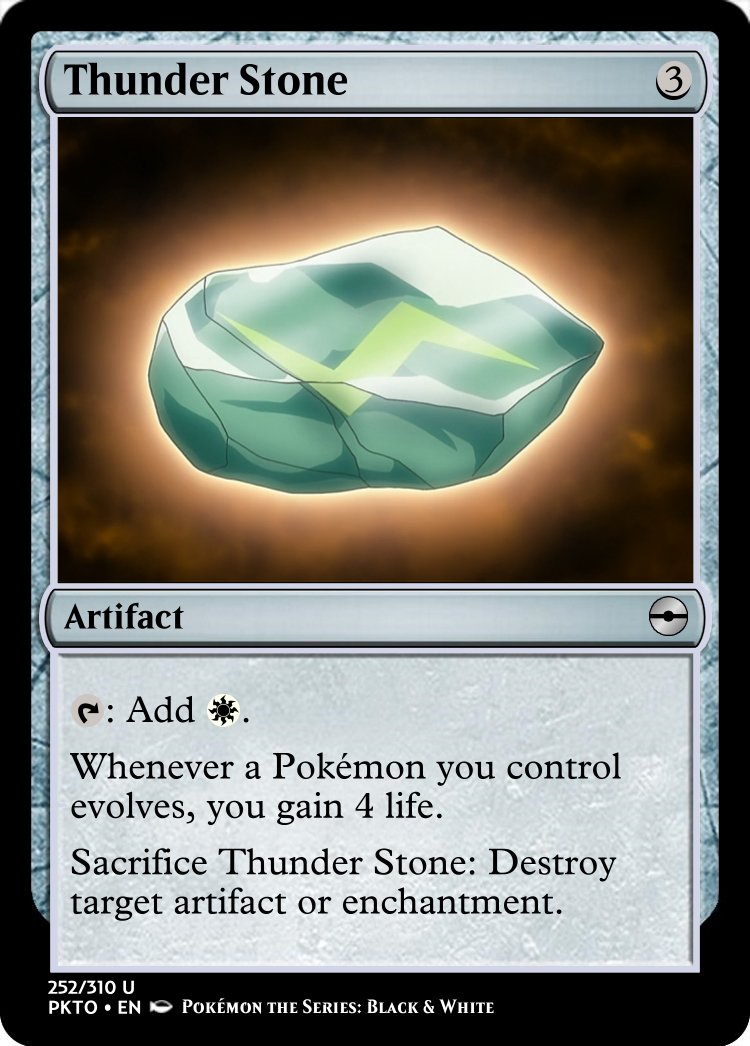 Thunder Stone 3
Artifact
: Add .
Whenever a Pokémon you control
evolves, you gain 4 life.
Sacrifice Thunder Stone: Destroy
target artifact or enchantment.
252/310 U
PKTO • EN Pokémon the Series: Black & White